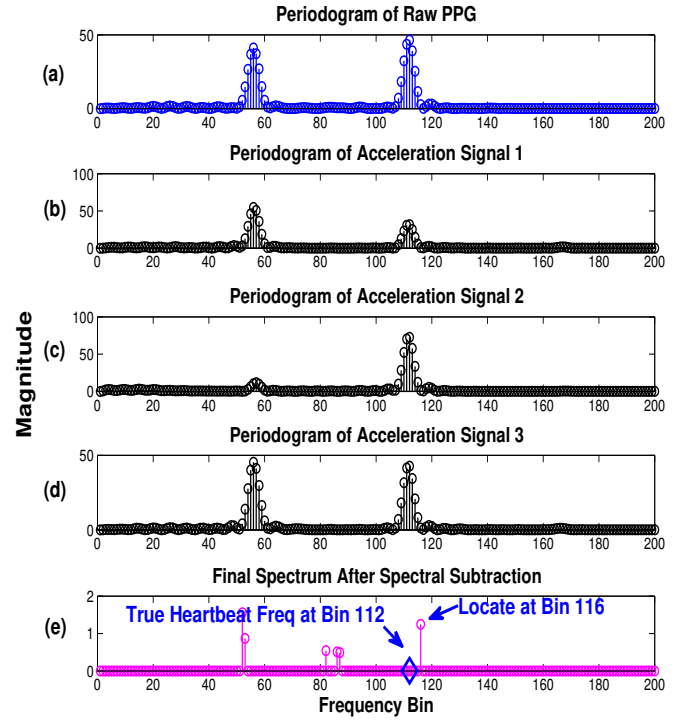 Periodogram of Raw PPG
(a)
50
0
0 20 40 60 80 100 120 140 160 180 200
Periodogram of Acceleration Signal 1
(b)
100
50
0
0 20 40 60 80 100 120 140 160 180 200
Periodogram of Acceleration Signal 2
(c)
100
50
0
0 20 40 60 80 100 120 140 160 180 200
Magnitude
Periodogram of Acceleration Signal 3
(d)
50
0
0 20 40 60 80 100 120 140 160 180 200
Final Spectrum After Spectral Subtraction
(e)
2
1
0
True Heartbeat Freq at Bin 112
Locate at Bin 116
0 20 40 60 80 100 120 140 160 180 200
Frequency Bin